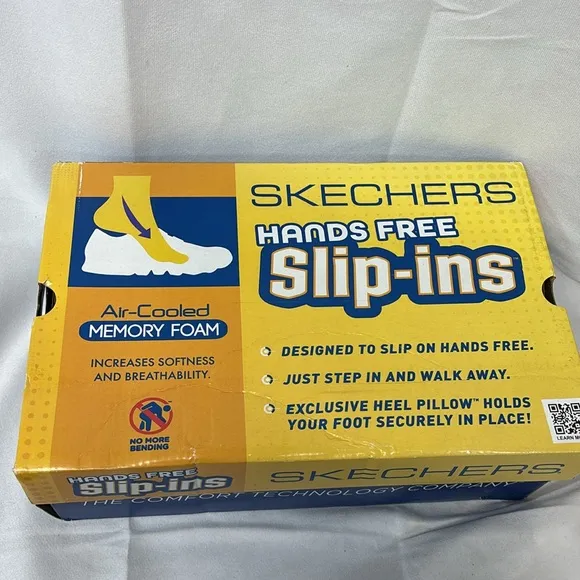 SKECHERS
HANDS FREE
Slip-ins™
Air-Cooled
MEMORY FOAM
INCREASES SOFTNESS
AND BREATHABILITY.
NO MORE
BENDING
DESIGNED TO SLIP ON HANDS FREE.
JUST STEP IN AND WALK AWAY.
EXCLUSIVE HEEL PILLOW™ HOLDS
YOUR FOOT SECURELY IN PLACE!
LEARN
HANDS FREE
Slip-ins
SKECHERS
THE COMFORT TECHNOLOGY COMPANY